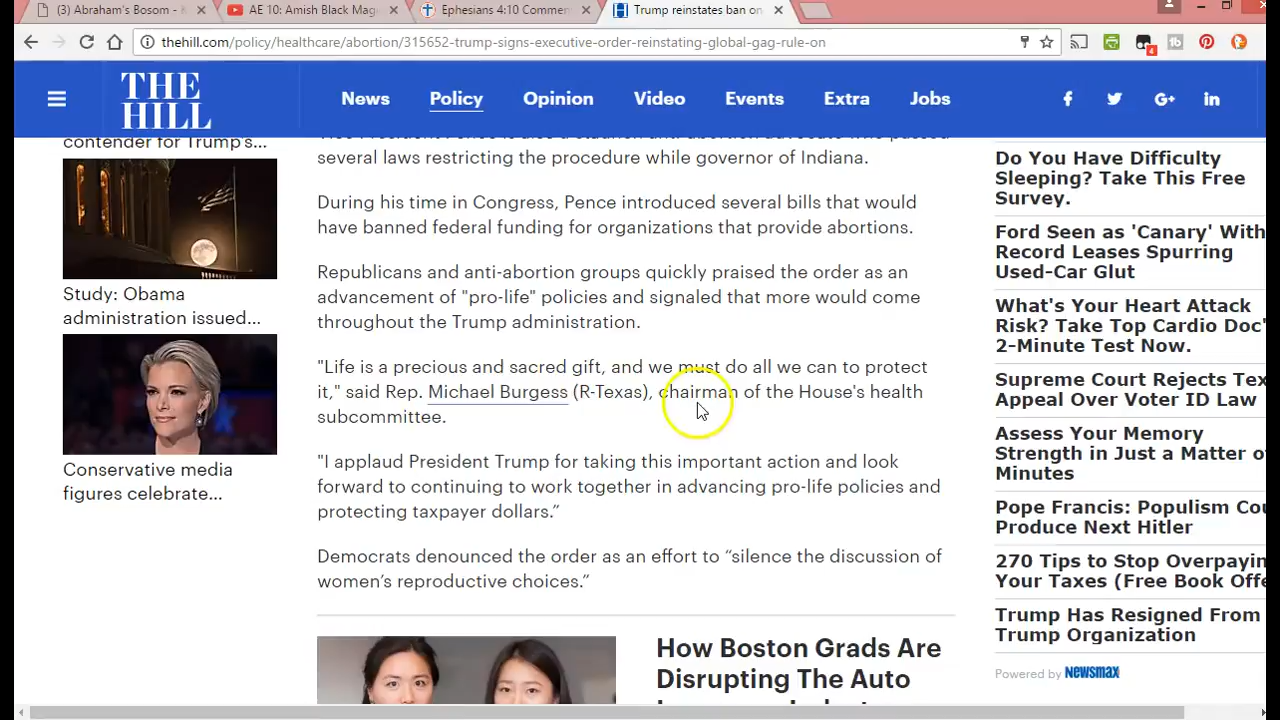 (3) Abraham's Bosom -
AE 10: Amish Black Mag
Ephesians 4:10 Commen
Trump reinstates ban on
thehill.com/policy/healthcare/abortion/315652-trump-signs-executive-order-reinstating-global-gag-rule-on
4
THE
HILL
News
Policy
Opinion
Video
Events
Extra
Jobs
contender for Trump's...
Study: Obama
administration issued...
Conservative media
figures celebrate...
several laws restricting the procedure while governor of Indiana.
During his time in Congress, Pence introduced several bills that would
have banned federal funding for organizations that provide abortions.
Republicans and anti-abortion groups quickly praised the order as an
advancement of "pro-life" policies and signaled that more would come
throughout the Trump administration.
"Life is a precious and sacred gift, and we must do all we can to protect
it," said Rep. Michael Burgess (R-Texas), chairman of the House's health
subcommittee.
"I applaud President Trump for taking this important action and look
forward to continuing to work together in advancing pro-life policies and
protecting taxpayer dollars.”
Democrats denounced the order as an effort to “silence the discussion of
women’s reproductive choices.”
How Boston Grads Are
Disrupting The Auto
Do You Have Difficulty
Sleeping? Take This Free
Survey.
Ford Seen as 'Canary' With
Record Leases Spurring
Used-Car Glut
What's Your Heart Attack
Risk? Take Top Cardio Doc'
2-Minute Test Now.
Supreme Court Rejects Tex
Appeal Over Voter ID Law
Assess Your Memory
Strength in Just a Matter o
Minutes
Pope Francis: Populism Cou
Produce Next Hitler
270 Tips to Stop Overpayin
Your Taxes (Free Book Offe
Trump Has Resigned From
Trump Organization
Powered by Newsmax